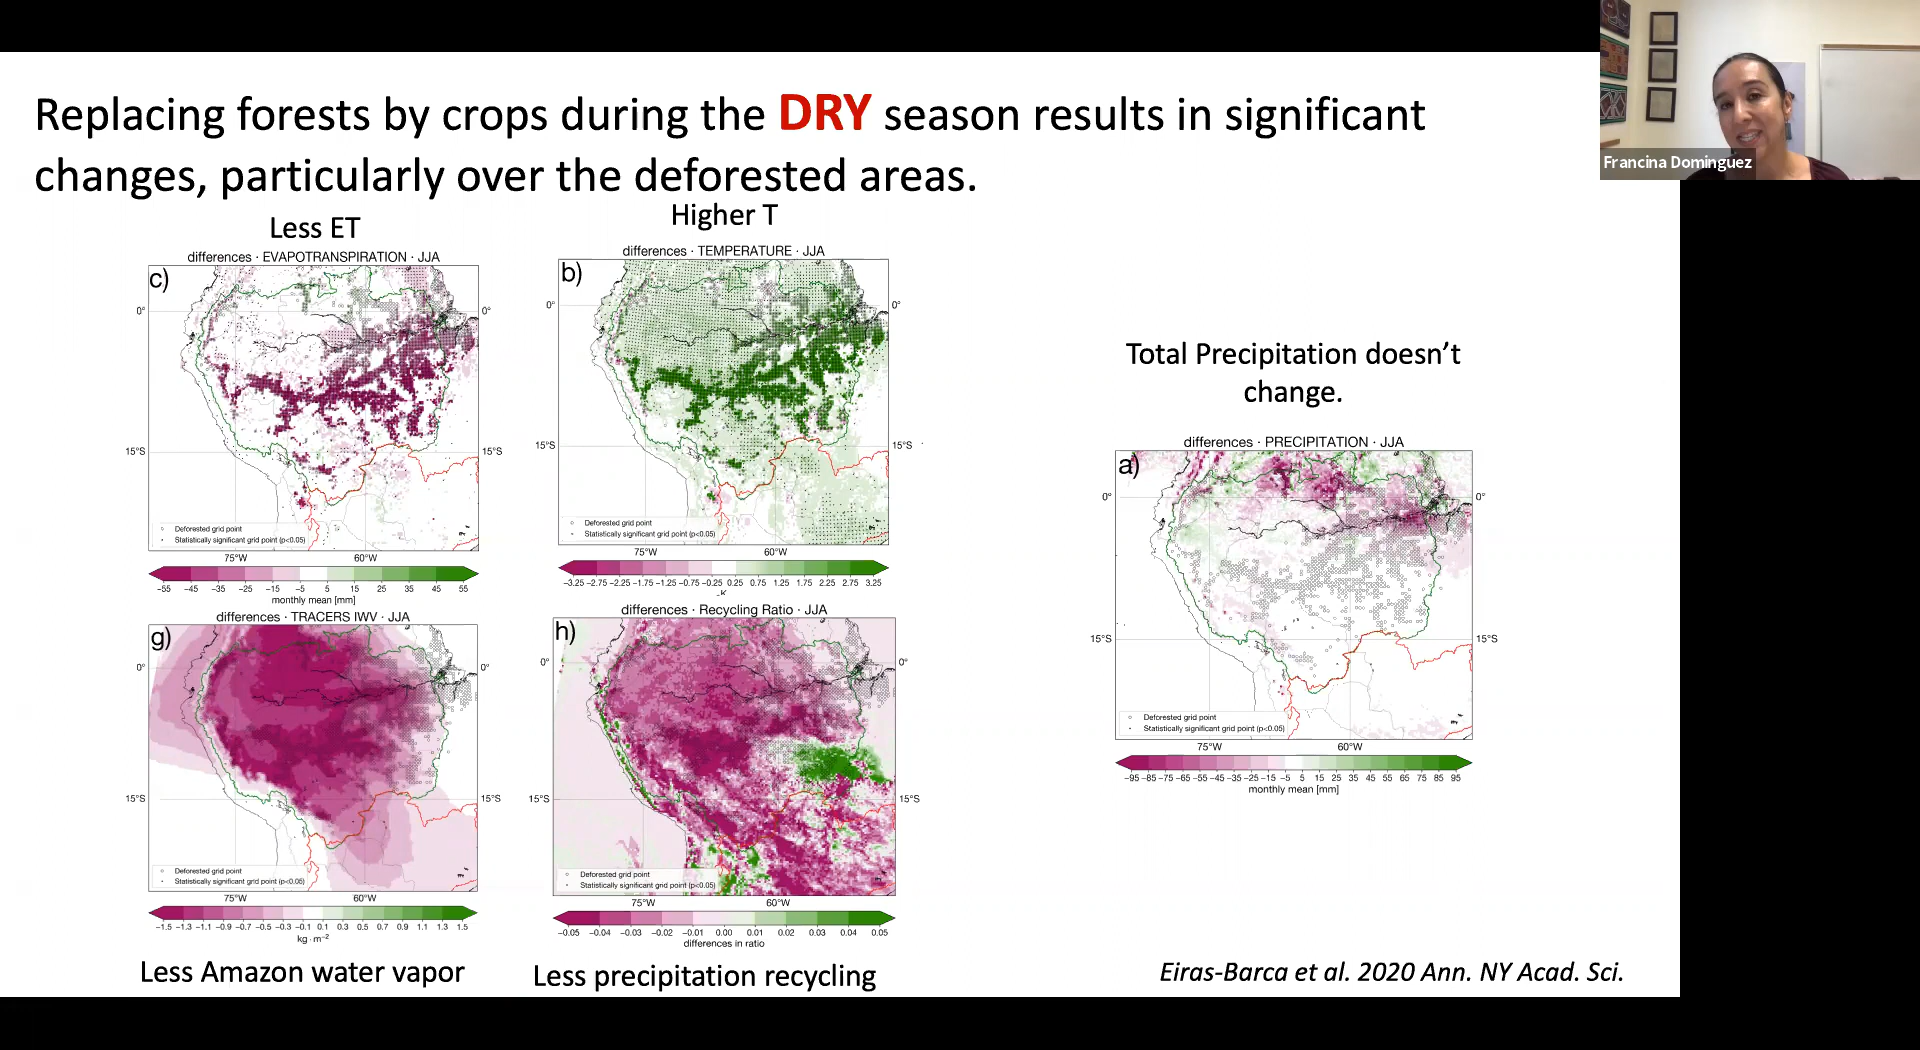 Replacing forests by crops during the DRY season results in significant
changes, particularly over the deforested areas.
Francina Dominguez
Less ET
differences · EVAPOTRANSPIRATION · JJA
c)
0°
0°
15°S
15°S
Deforested grid point
Statistically significant grid point (p<0.05)
75°W 60°W
−55 −45 −35 −25 −15 −5 5 15 25 35 45 55
monthly mean [mm]
Higher T
differences · TEMPERATURE · JJA
b)
0°
0°
15°S
15°S
Deforested grid point
Statistically significant grid point (p<0.05)
75°W 60°W
−3.25 −2.75 −2.25 −1.75 −1.25 −0.75 −0.25 0.25 0.75 1.25 1.75 2.25 2.75 3.25
Total Precipitation doesn’t
change.
differences · PRECIPITATION · JJA
a)
0°
0°
15°S
15°S
Deforested grid point
Statistically significant grid point (p<0.05)
75°W 60°W
−95 −85 −75 −65 −55 −45 −35 −25 −15 −5 5 15 25 35 45 55 65 75 85 95
monthly mean [mm]
differences · TRACERS IWV · JJA
g)
0°
0°
15°S
15°S
Deforested grid point
Statistically significant grid point (p<0.05)
75°W 60°W
−1.5 −1.3 −1.1 −0.9 −0.7 −0.5 −0.3 −0.1 0.1 0.3 0.5 0.7 0.9 1.1 1.3 1.5
kg · m⁻²
Less Amazon water vapor
differences · Recycling Ratio · JJA
h)
0°
0°
15°S
15°S
Deforested grid point
Statistically significant grid point (p<0.05)
75°W 60°W
−0.05 −0.04 −0.03 −0.02 −0.01 0.00 0.01 0.02 0.03 0.04 0.05
differences in ratio
Less precipitation recycling
Eiras-Barca et al. 2020 Ann. NY Acad. Sci.